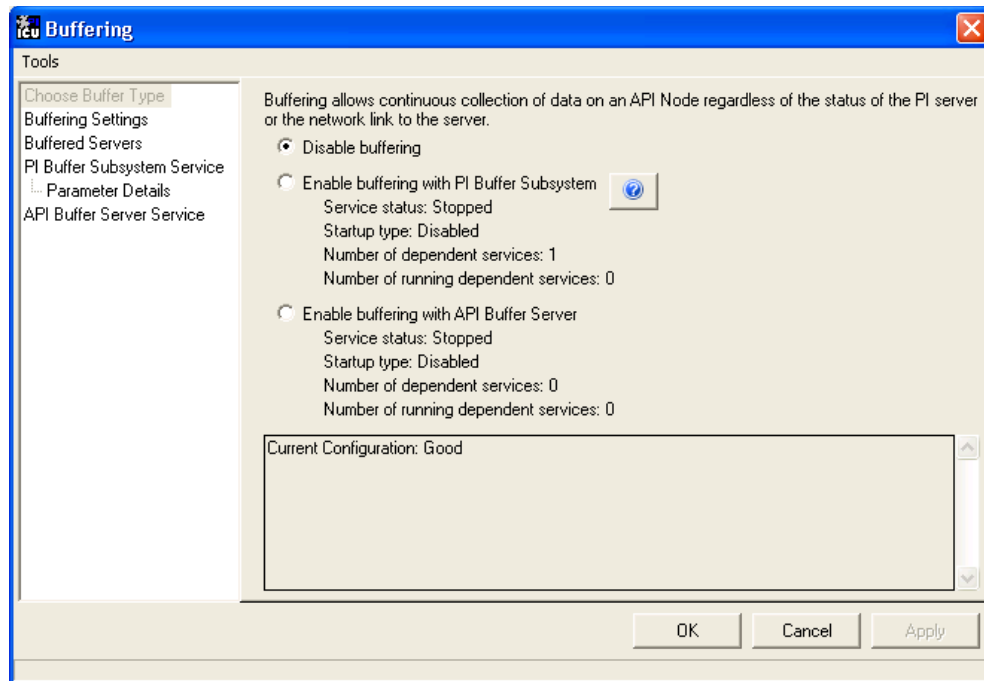 icu Buffering
Tools
Choose Buffer Type
Buffering Settings
Buffered Servers
PI Buffer Subsystem Service
Parameter Details
API Buffer Server Service
Buffering allows continuous collection of data on an API Node regardless of the status of the PI server
or the network link to the server.
Disable buffering
Enable buffering with PI Buffer Subsystem
Service status: Stopped
Startup type: Disabled
Number of dependent services: 1
Number of running dependent services: 0
Enable buffering with API Buffer Server
Service status: Stopped
Startup type: Disabled
Number of dependent services: 0
Number of running dependent services: 0
Current Configuration: Good
OK Cancel Apply